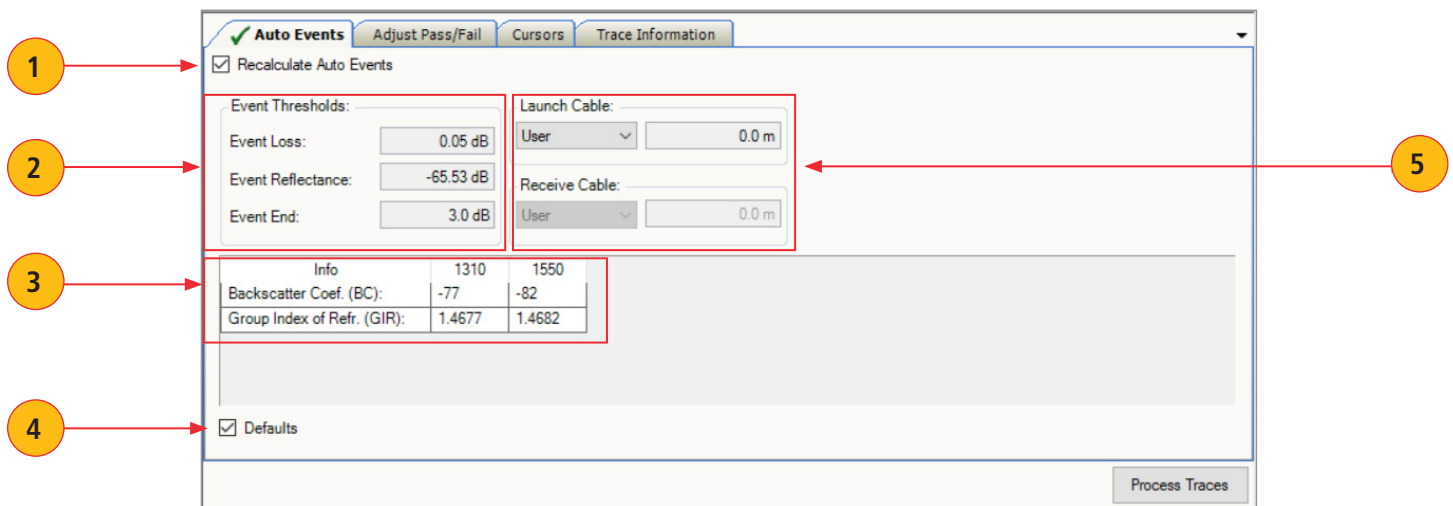 Auto Events Adjust Pass/Fail Cursors Trace Information
1
Recalculate Auto Events
2
Event Thresholds:
Event Loss: 0.05 dB
Event Reflectance: -65.53 dB
Event End: 3.0 dB
Launch Cable:
User 0.0 m
Receive Cable:
User 0.0 m
5
3
Info 1310 1550
Backscatter Coef. (BC): -77 -82
Group Index of Refr. (GIR): 1.4677 1.4682
4
Defaults
Process Traces